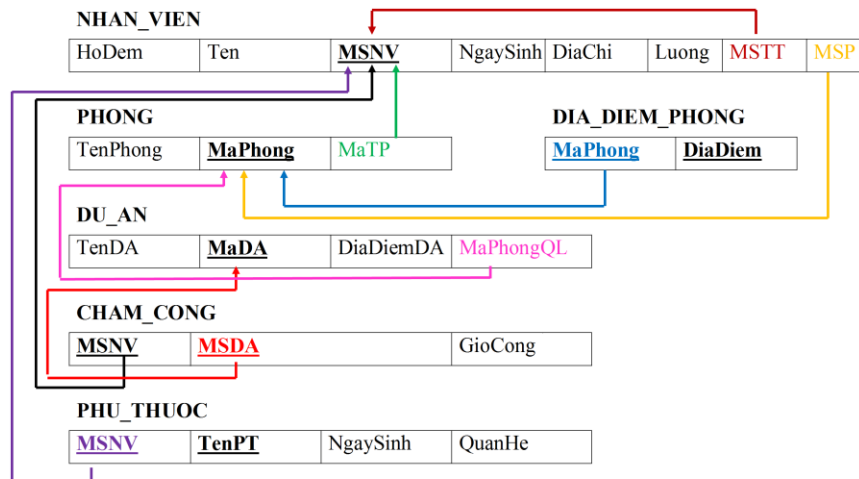 NHAN_VIEN
HoDem Ten MSNV NgaySinh DiaChi Luong MSTT MSP
PHONG DIA_DIEM_PHONG
TenPhong MaPhong MaTP MaPhong DiaDiem
DU_AN
TenDA MaDA DiaDiemDA MaPhongQL
CHAM_CONG
MSNV MSDA GioCong
PHU_THUOC
MSNV TenPT NgaySinh QuanHe